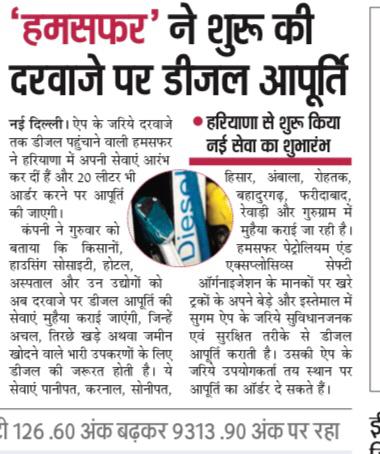 ‘हमसफर’ ने शुरू की
दरवाजे पर डीजल आपूर्ति
नई दिल्ली। ऐप के जरिये दरवाजे
तक डीजल पहुंचाने वाली हमसफर
ने हरियाणा में अपनी सेवाएं आरंभ
कर दीं हैं और 20 लीटर भी
आर्डर करने पर आपूर्ति
की जाएगी।
कंपनी ने गुरुवार को
बताया कि किसानों,
हाउसिंग सोसाइटी, होटल,
अस्पताल और उन उद्योगों को
अब दरवाजे पर डीजल आपूर्ति की
सेवाएं मुहैया कराई जाएंगी, जिन्हें
अचल, तिरछे खड़े अथवा जमीन
खोदने वाले भारी उपकरणों के लिए
डीजल की जरूरत होती है। ये
सेवाएं पानीपत, करनाल, सोनीपत,
• हरियाणा से शुरू किया
नई सेवा का शुभारंभ
Diesel
हिसार, अंबाला, रोहतक,
बहादुरगढ़, फरीदाबाद,
रेवाड़ी और गुरुग्राम में
मुहैया कराई जा रही है।
हमसफर पेट्रोलियम एंड
एक्सप्लोसिव्स सेफ्टी
ऑर्गनाइजेशन के मानकों पर खरे
ट्रकों के अपने बेड़े और इस्तेमाल में
सुगम ऐप के जरिये सुविधानजनक
एवं सुरक्षित तरीके से डीजल
आपूर्ति कराती है। उसकी ऐप के
जरिये उपयोगकर्ता तय स्थान पर
आपूर्ति का ऑर्डर दे सकते हैं।
126 .60 अंक बढ़कर 9313 .90 अंक पर रहा